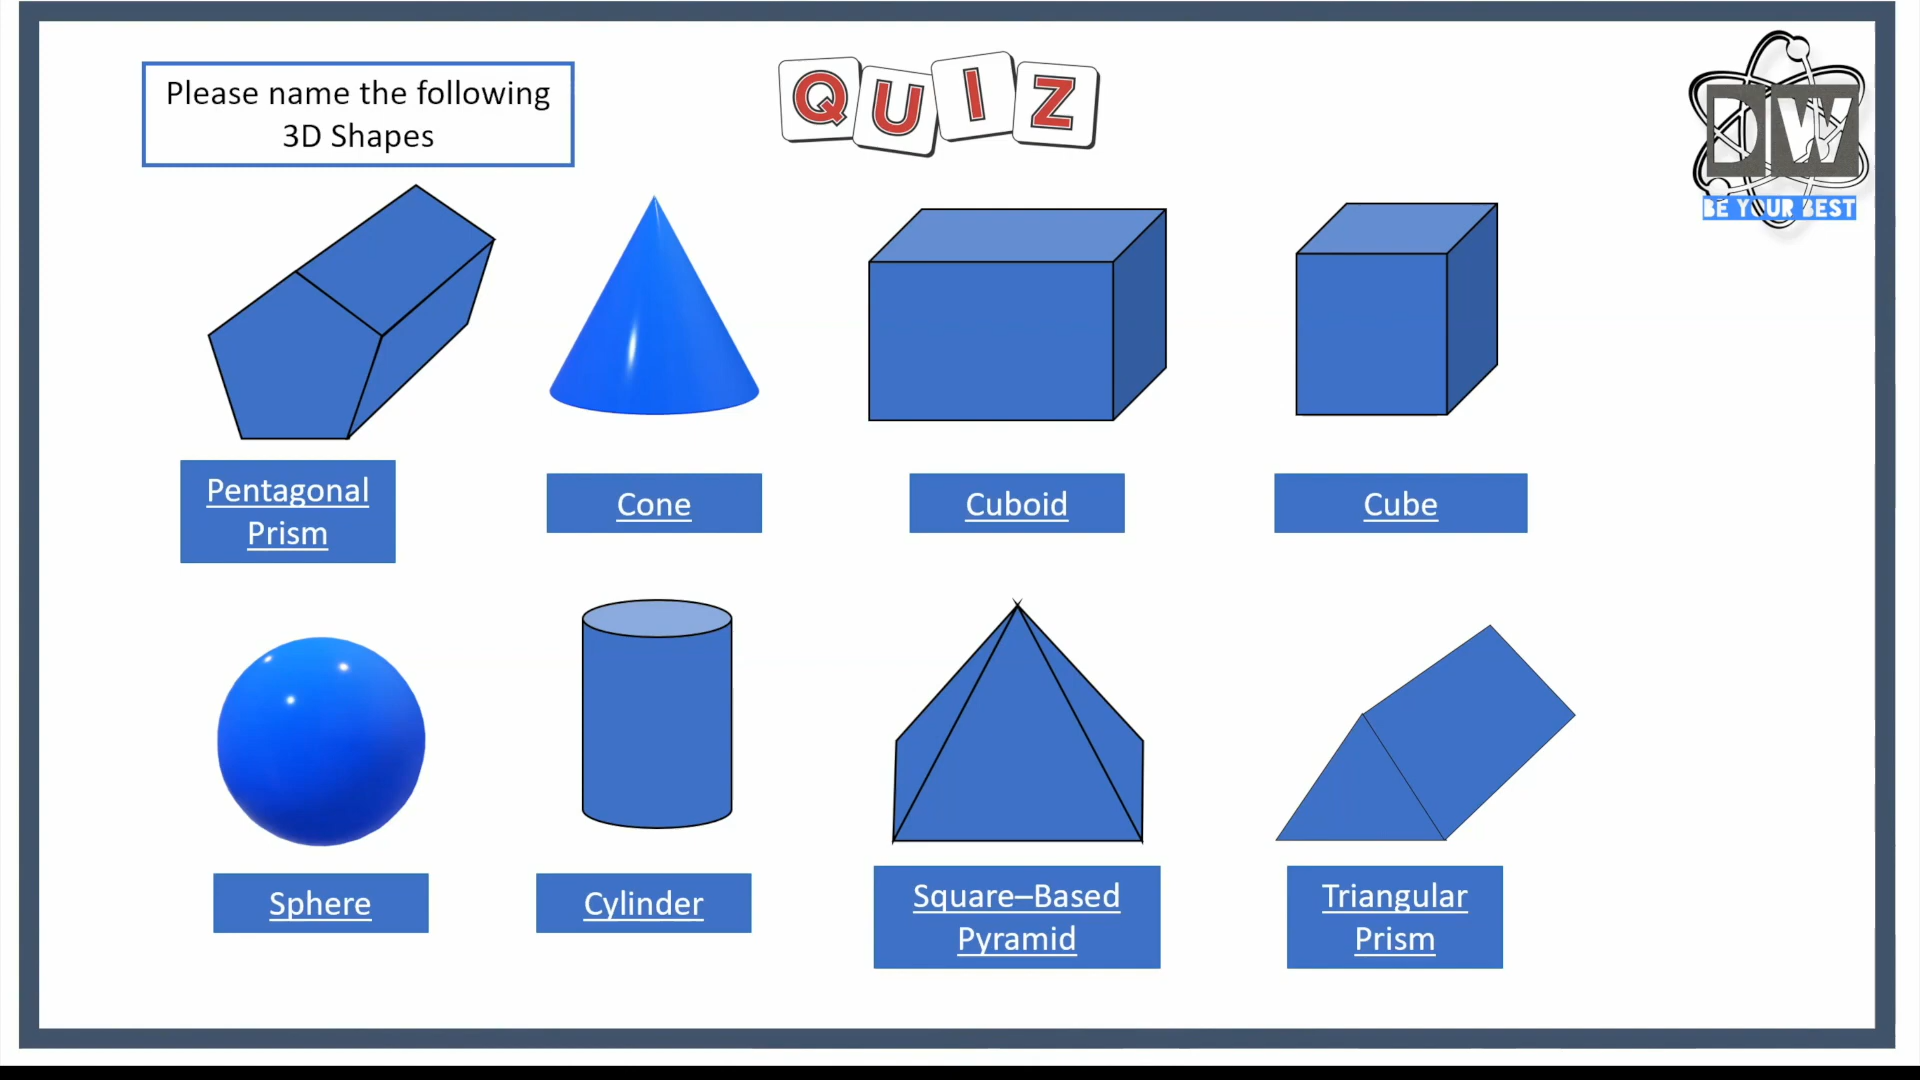 Please name the following
3D Shapes
QUIZ
DW
BE YOUR BEST
Pentagonal
Prism
Cone
Cuboid
Cube
Sphere
Cylinder
Square–Based
Pyramid
Triangular
Prism